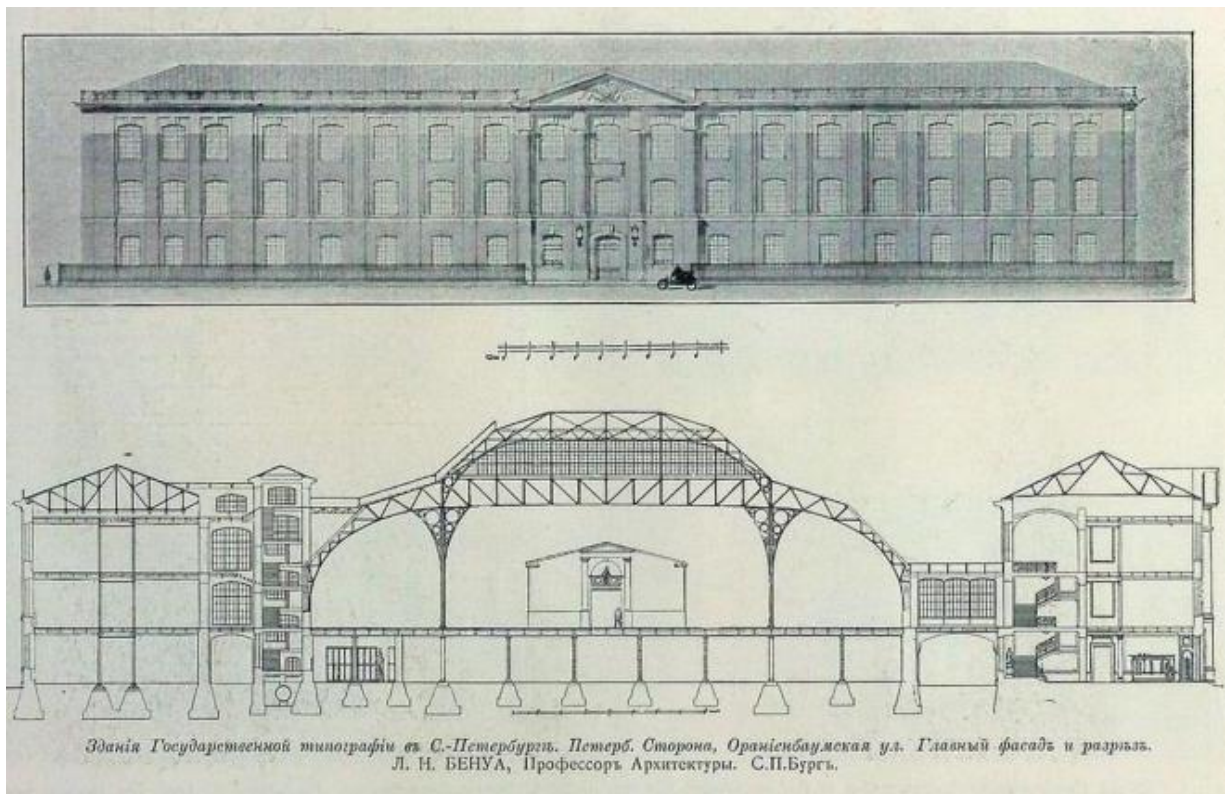 Зданія Государственной типографіи въ С.-Петербургѣ. Петерб. Сторона, Ораніенбаумская ул. Главный фасадъ и разрѣзъ.
Л. Н. БЕНУА, Профессоръ Архитектуры. С.П.Бургъ.